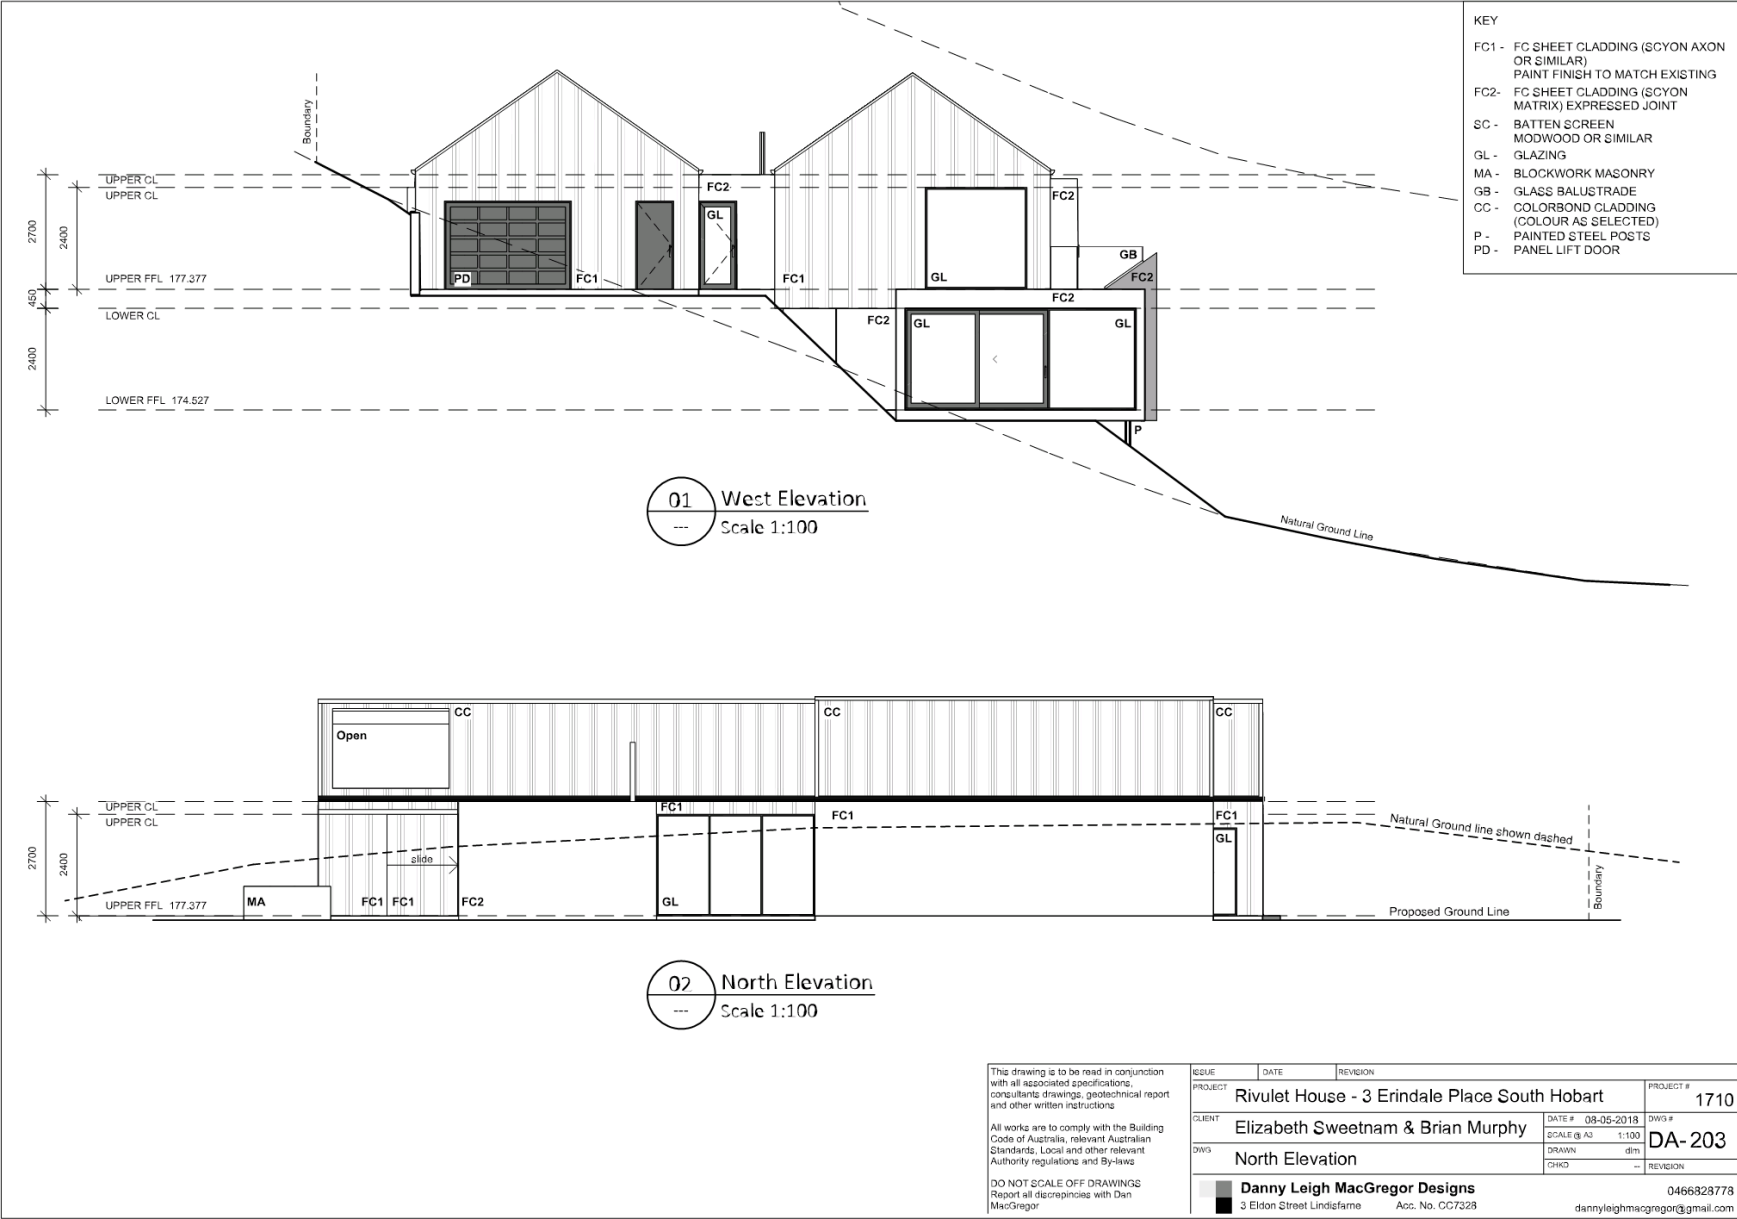 KEY
FC1 - FC SHEET CLADDING (SCYON AXON
OR SIMILAR)
PAINT FINISH TO MATCH EXISTING
FC2- FC SHEET CLADDING (SCYON
MATRIX) EXPRESSED JOINT
SC - BATTEN SCREEN
MODWOOD OR SIMILAR
GL - GLAZING
MA - BLOCKWORK MASONRY
GB - GLASS BALUSTRADE
CC - COLORBOND CLADDING
(COLOUR AS SELECTED)
P - PAINTED STEEL POSTS
PD - PANEL LIFT DOOR
Boundary
UPPER CL
UPPER CL
2700
2400
UPPER FFL 177.377
450
LOWER CL
2400
LOWER FFL 174.527
FC2
GL
PD
FC1
FC1
GL
FC2
GB
FC2
FC2
FC2
GL
GL
P
01
---
West Elevation
Scale 1:100
Natural Ground Line
CC
CC
CC
Open
UPPER CL
UPPER CL
2700
2400
UPPER FFL 177.377
FC1
FC1
FC1
GL
slide
MA
FC1
FC1
FC2
GL
Natural Ground line shown dashed
Boundary
Proposed Ground Line
02
---
North Elevation
Scale 1:100
This drawing is to be read in conjunction
with all associated specifications,
consultants drawings, geotechnical report
and other written instructions
All works are to comply with the Building
Code of Australia, relevant Australian
Standards, Local and other relevant
Authority regulations and By-laws
DO NOT SCALE OFF DRAWINGS
Report all discrepincies with Dan
MacGregor
ISSUE DATE REVISION
PROJECT Rivulet House - 3 Erindale Place South Hobart
PROJECT # 1710
CLIENT Elizabeth Sweetnam & Brian Murphy
DATE # 08-05-2018
SCALE @ A3 1:100
DWG # DA-203
DWG North Elevation
DRAWN dlm
CHKD --
REVISION
Danny Leigh MacGregor Designs
3 Eldon Street Lindisfarne Acc. No. CC7328
0466828778
dannyleighmacgregor@gmail.com